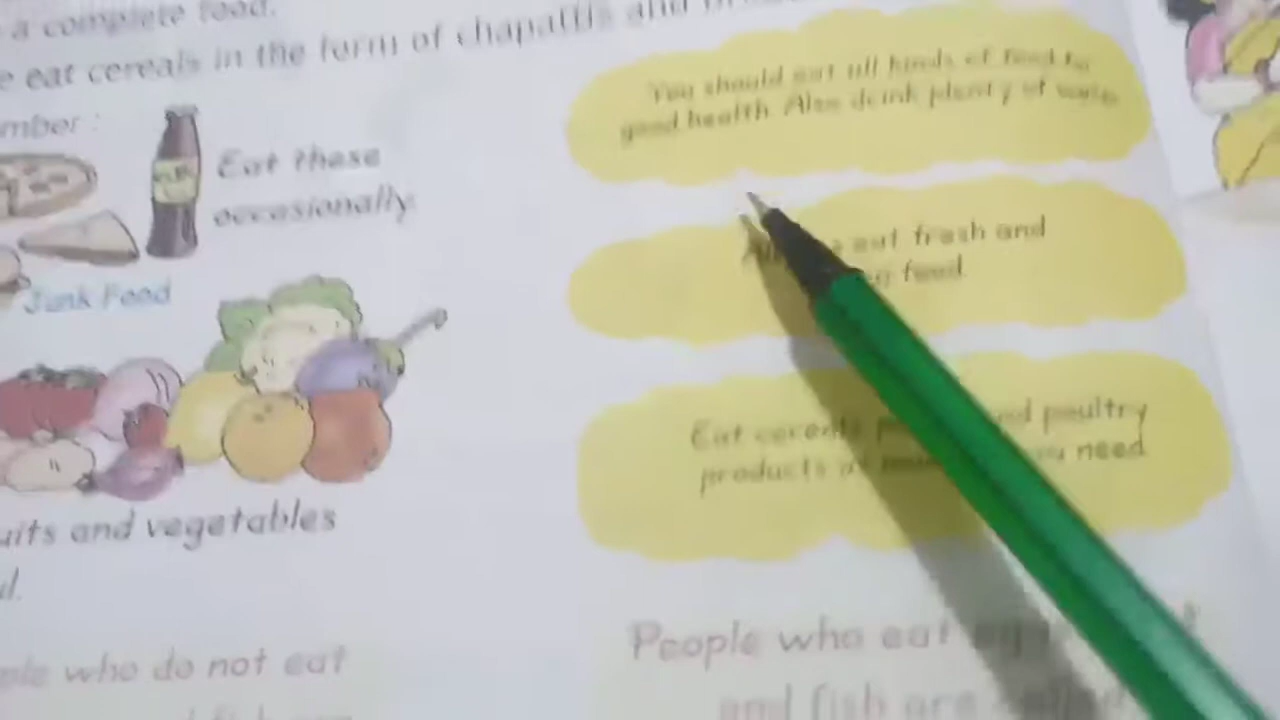 a complete food.
eat cereals in the form of chapattis and
mber :
Eat these
occasionally
Junk Food
uits and vegetables
ple who do not eat
You should eat all kinds of food for
good health. Also drink plenty of water
eat fresh and
food
Eat cereals poultry
products need
People who eat
and fish are called